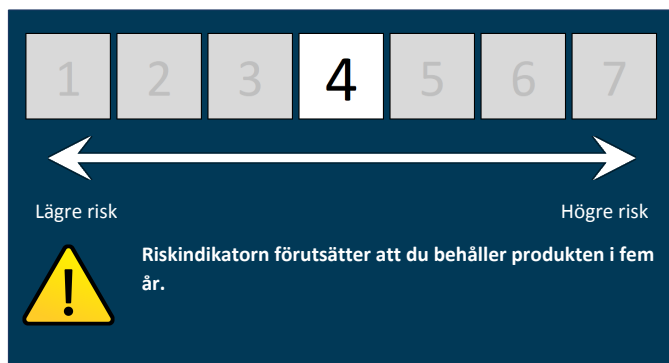 1 2 3 4 5 6 7
Lägre risk Högre risk
Riskindikatorn förutsätter att du behåller produkten i fem
år.